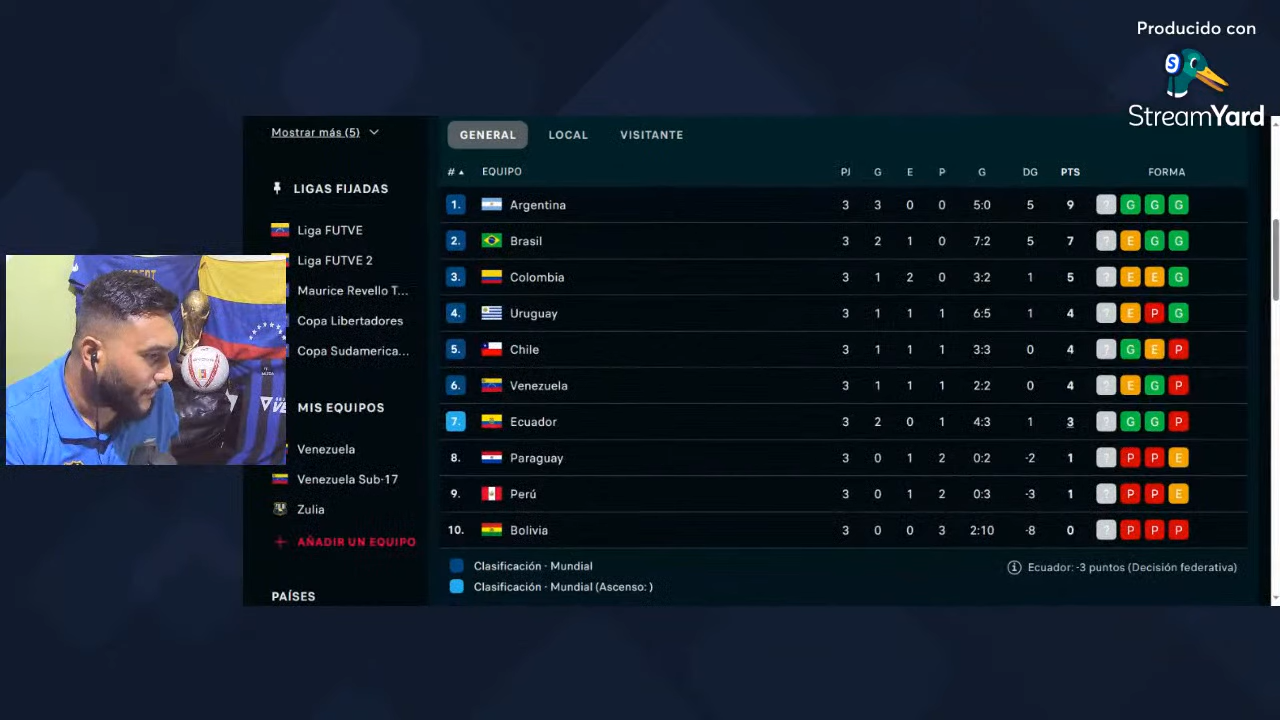 Producido con
StreamYard
Mostrar más (5)
LIGAS FIJADAS
Liga FUTVE
Liga FUTVE 2
Maurice Revello T...
Copa Libertadores
Copa Sudamerica...
MIS EQUIPOS
Venezuela
Venezuela Sub-17
Zulia
AÑADIR UN EQUIPO
PAÍSES
GENERAL LOCAL VISITANTE
# EQUIPO PJ G E P G DG PTS FORMA
1. Argentina 3 3 0 0 5:0 5 9 ? G G G
2. Brasil 3 2 1 0 7:2 5 7 ? E G G
3. Colombia 3 1 2 0 3:2 1 5 ? E E G
4. Uruguay 3 1 1 1 6:5 1 4 ? E P G
5. Chile 3 1 1 1 3:3 0 4 ? G E P
6. Venezuela 3 1 1 1 2:2 0 4 ? E G P
7. Ecuador 3 2 0 1 4:3 1 3 ? G G P
8. Paraguay 3 0 1 2 0:2 -2 1 ? P P E
9. Perú 3 0 1 2 0:3 -3 1 ? P P E
10. Bolivia 3 0 0 3 2:10 -8 0 ? P P P
Clasificación - Mundial
Clasificación - Mundial (Ascenso: )
Ecuador: -3 puntos (Decisión federativa)